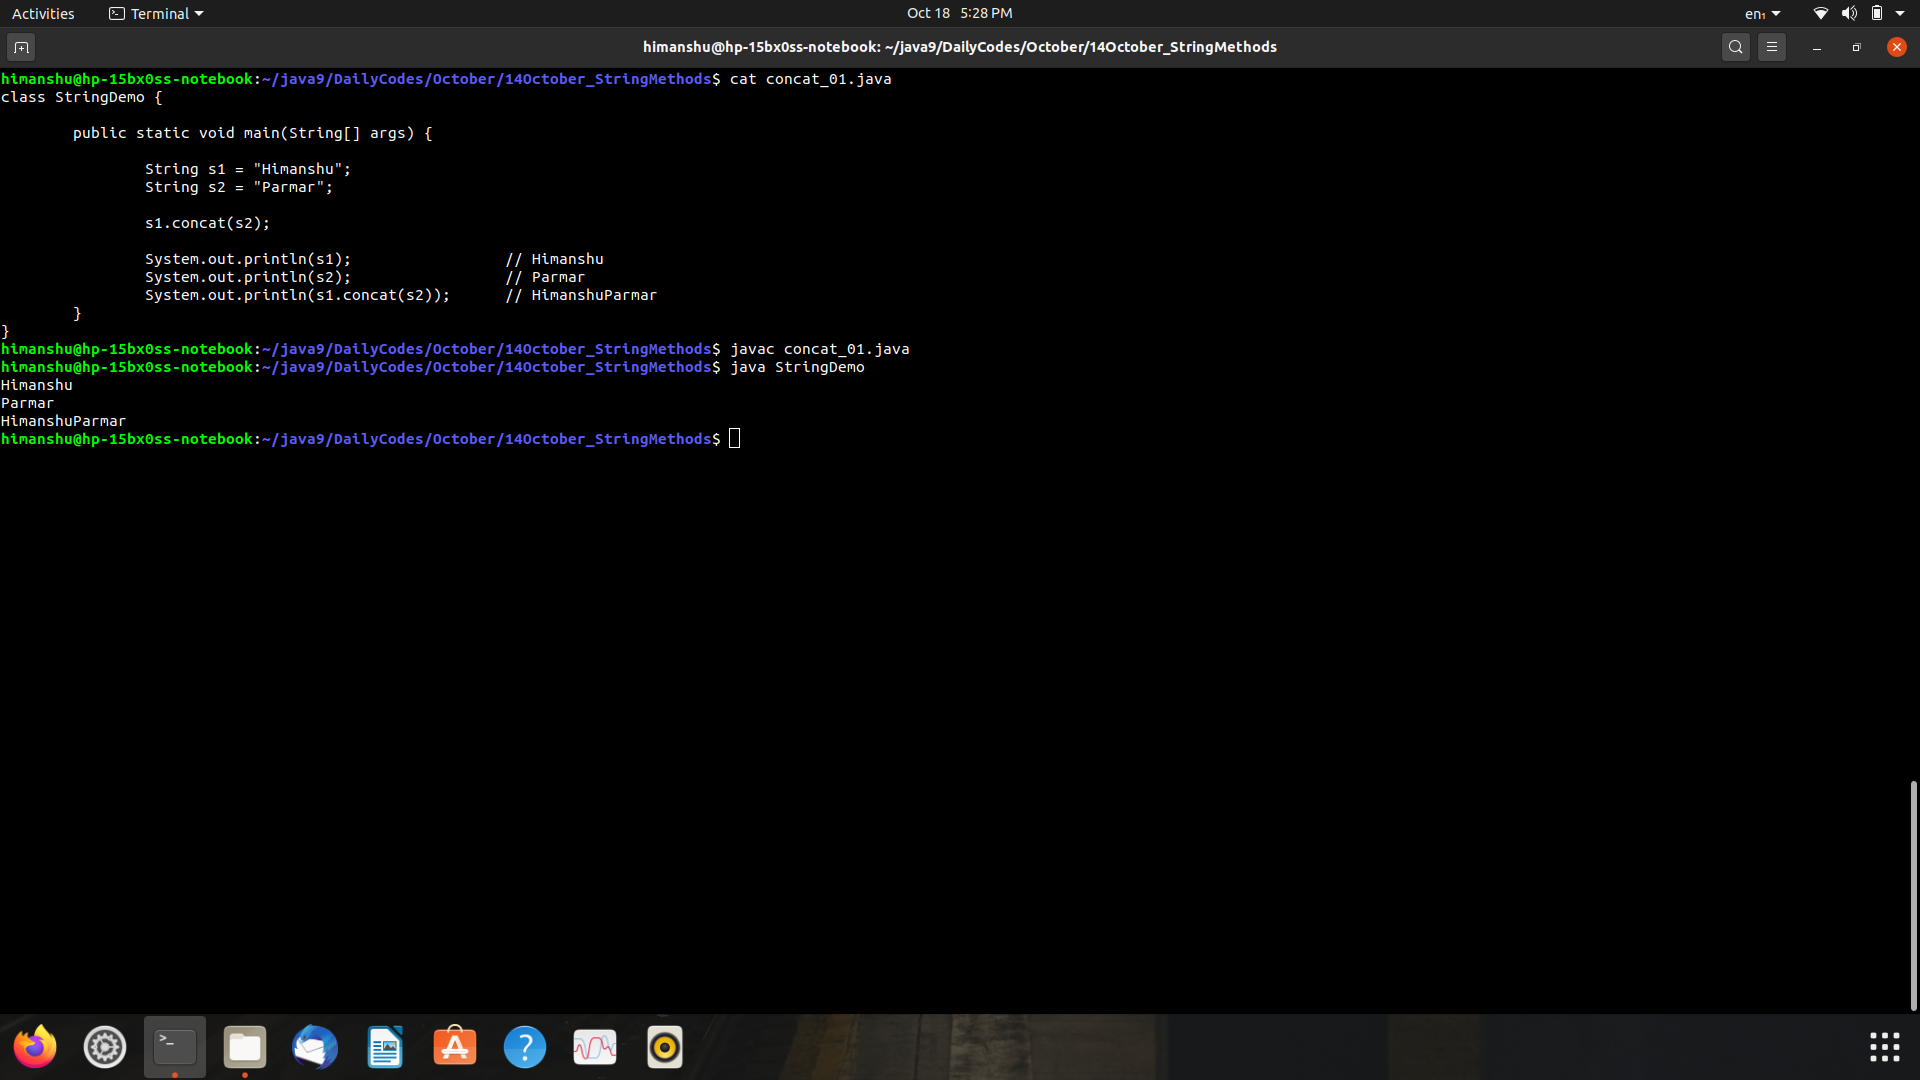 Activities Terminal Oct 18 5:28 PM en₁
himanshu@hp-15bx0ss-notebook: ~/java9/DailyCodes/October/14October_StringMethods
himanshu@hp-15bx0ss-notebook:~/java9/DailyCodes/October/14October_StringMethods$ cat concat_01.java
class StringDemo {
        public static void main(String[] args) {
                String s1 = "Himanshu";
                String s2 = "Parmar";
                s1.concat(s2);
                System.out.println(s1);                 // Himanshu
                System.out.println(s2);                 // Parmar
                System.out.println(s1.concat(s2));      // HimanshuParmar
        }
}
himanshu@hp-15bx0ss-notebook:~/java9/DailyCodes/October/14October_StringMethods$ javac concat_01.java
himanshu@hp-15bx0ss-notebook:~/java9/DailyCodes/October/14October_StringMethods$ java StringDemo
Himanshu
Parmar
HimanshuParmar
himanshu@hp-15bx0ss-notebook:~/java9/DailyCodes/October/14October_StringMethods$